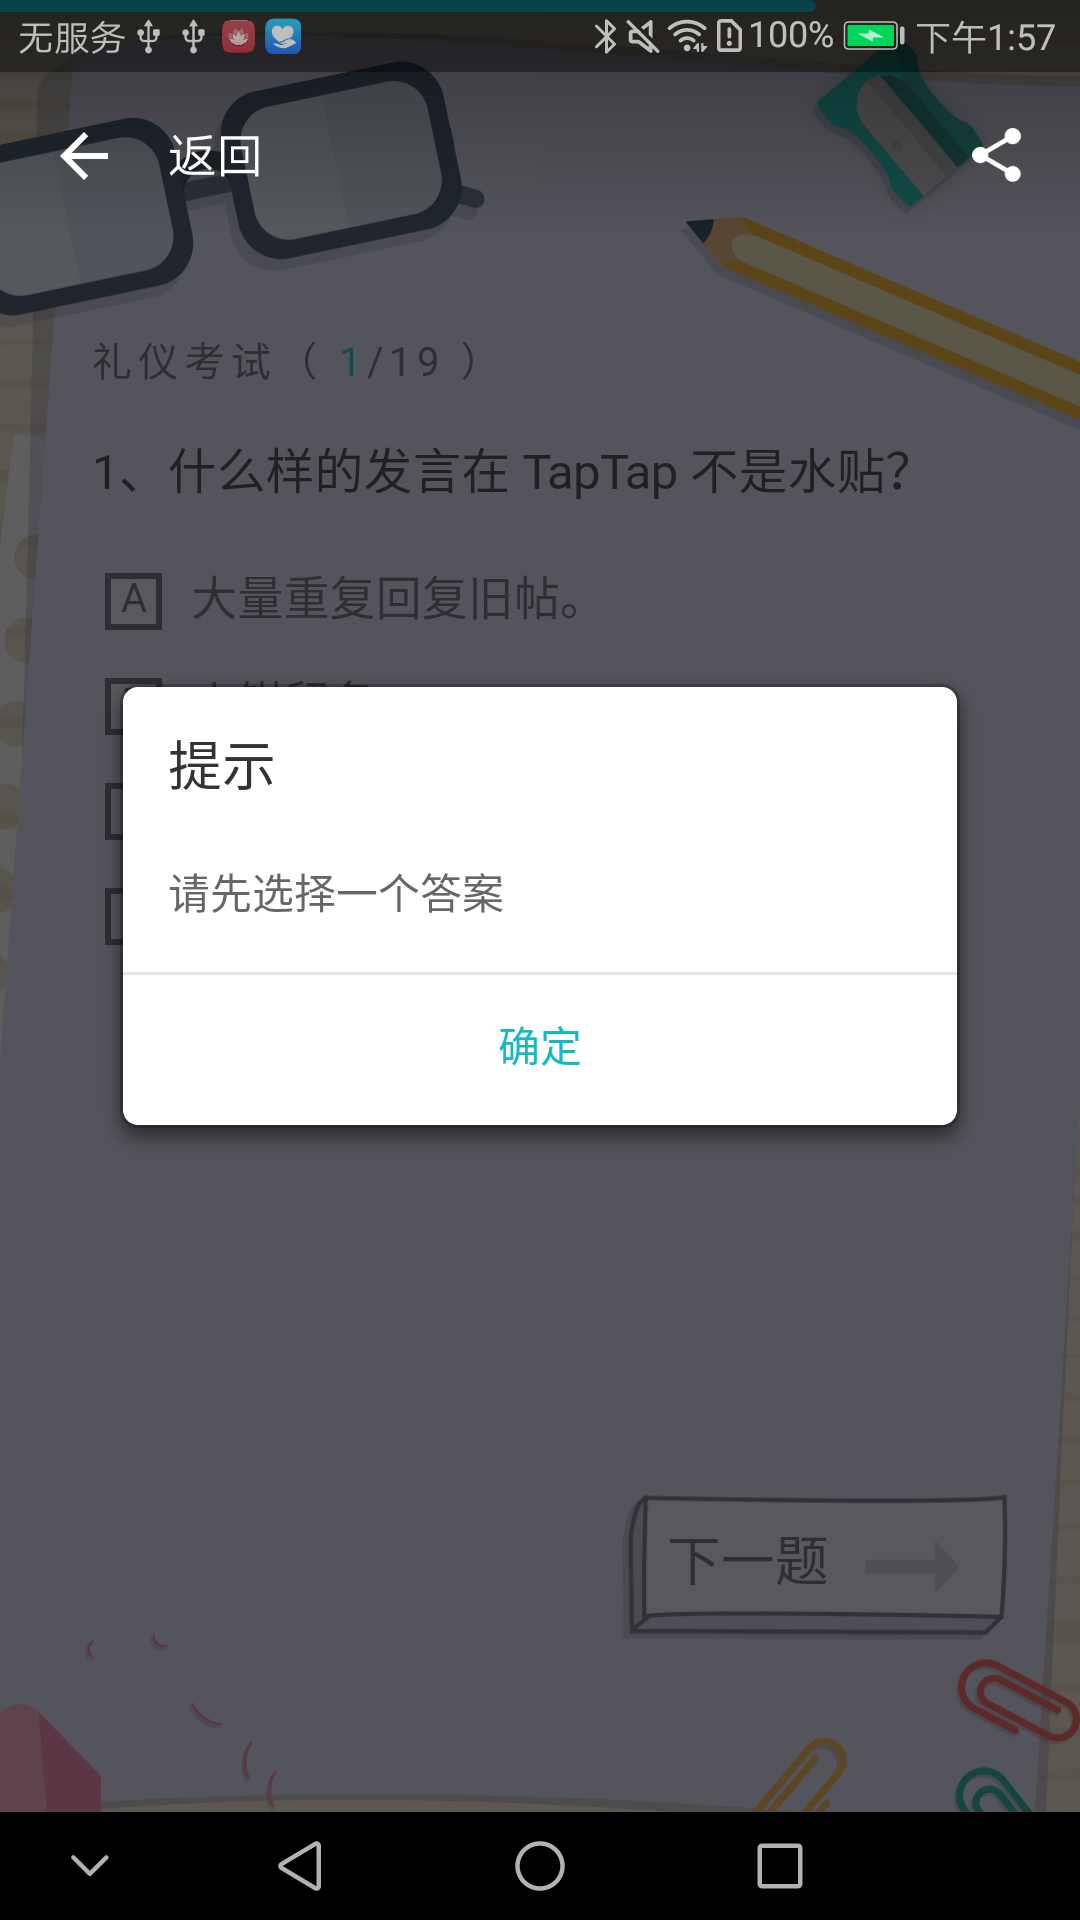 无服务 100% 下午1:57
返回
礼仪考试（ 1/19 ）
1、什么样的发言在 TapTap 不是水贴？
A 大量重复回复旧帖。
提示
请先选择一个答案
确定
下一题